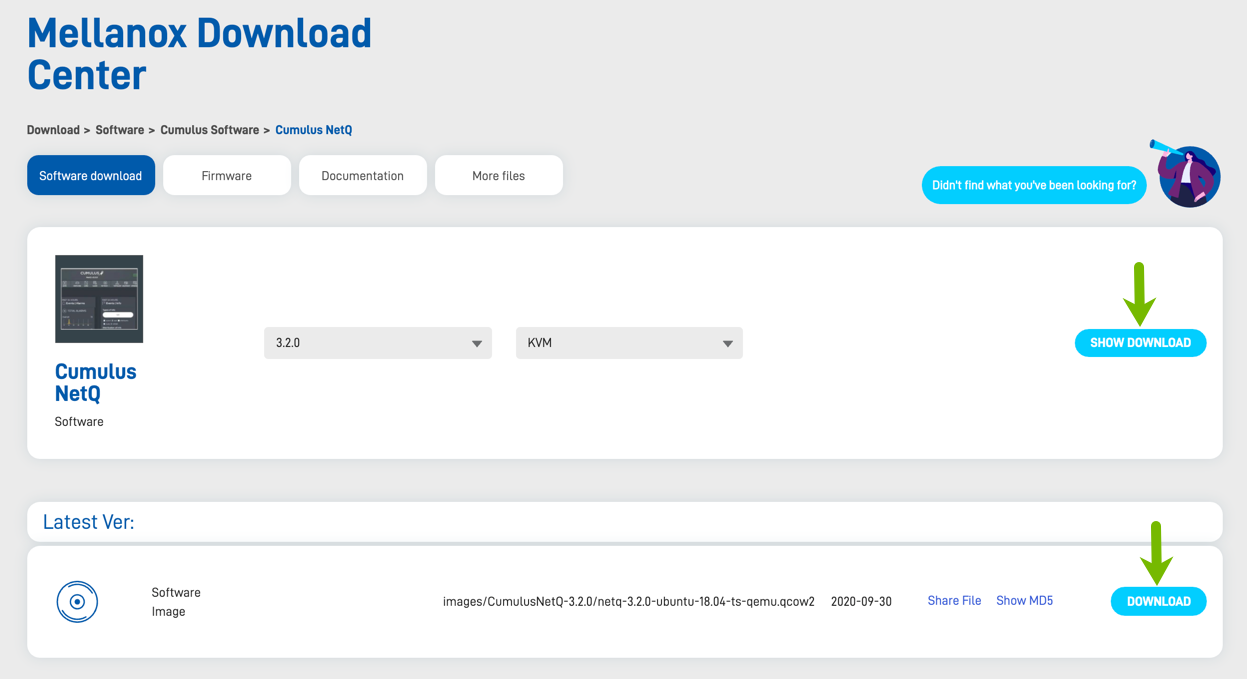 Mellanox Download
Center
Download > Software > Cumulus Software > Cumulus NetQ
Software download
Firmware
Documentation
More files
Didn't find what you've been looking for?
CUMULUS
3.2.0
KVM
SHOW DOWNLOAD
Cumulus
NetQ
Software
Latest Ver:
Software
Image
images/CumulusNetQ-3.2.0/netq-3.2.0-ubuntu-18.04-ts-qemu.qcow2 2020-09-30 Share File Show MD5
DOWNLOAD